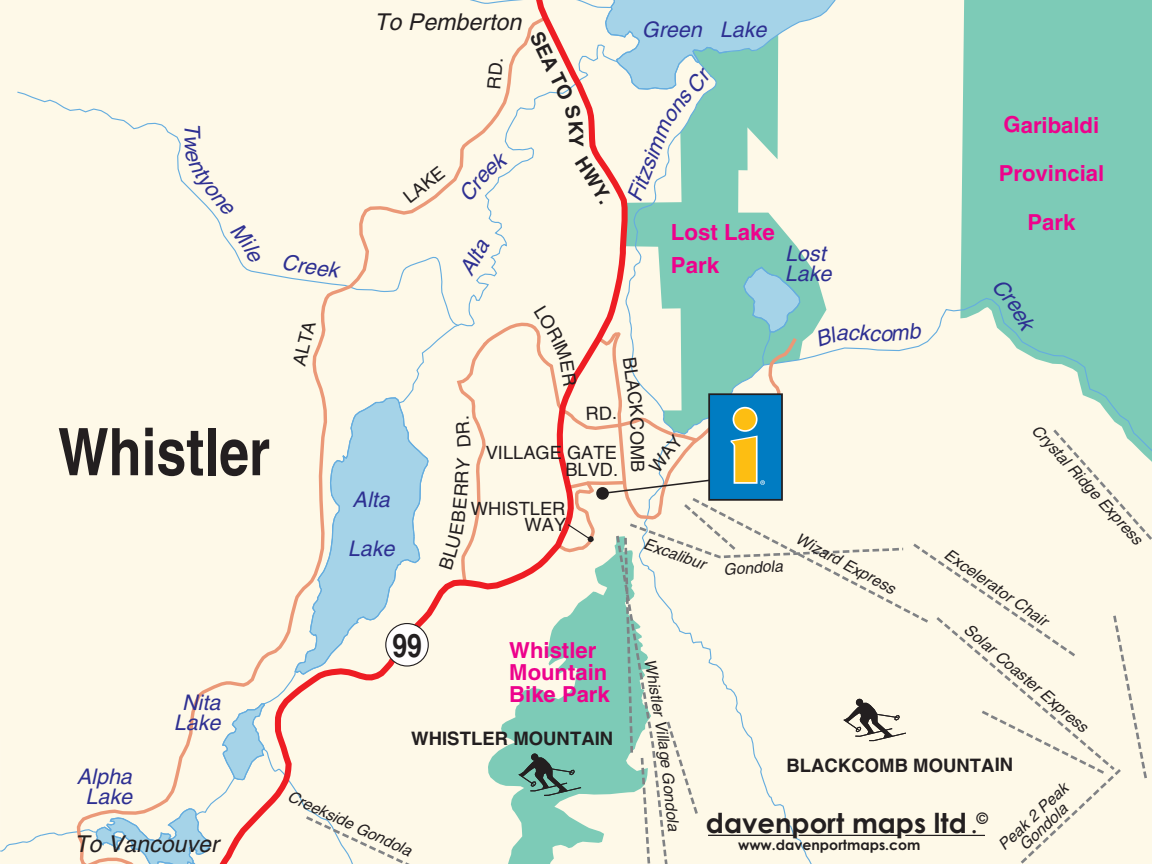 To Pemberton
Green Lake
SEA TO SKY HWY.
RD.
LAKE
ALTA
Fitzsimmons Cr
Garibaldi
Provincial
Park
Twentyone Mile Creek
Alta Creek
Lost Lake
Park
Lost
Lake
Blackcomb Creek
LORIMER
RD.
BLACKCOMB
WAY
Whistler
BLUEBERRY DR.
VILLAGE GATE
BLVD.
i
WHISTLER
WAY
Alta
Lake
Crystal Ridge Express
Excalibur Gondola
Wizard Express
Excelerator Chair
Solar Coaster Express
99
Whistler
Mountain
Bike Park
Whistler Village Gondola
Nita
Lake
WHISTLER MOUNTAIN
BLACKCOMB MOUNTAIN
Alpha
Lake
Creekside Gondola
Peak 2 Peak
Gondola
To Vancouver
davenport maps ltd.©
www.davenportmaps.com